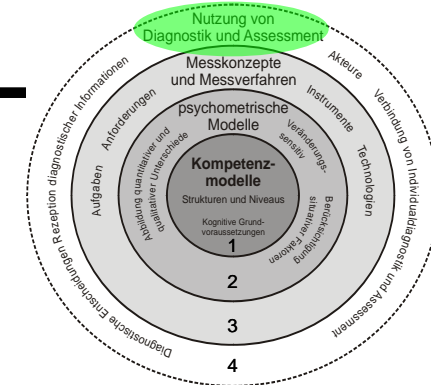 Nutzung von
Diagnostik und Assessment
Akteure
Verbindung von Individualdiagnostik und Assessment
Diagnostische Entscheidungen Rezeption diagnostischer Informationen
Messkonzepte
und Messverfahren
Aufgaben Anforderungen
Instrumente Technologien
psychometrische
Modelle
Abbildung quantitativer und
qualitativer Unterschiede
Veränderungs-
sensitiv
Berücksichtigung
situativer Faktoren
Kompetenz-
modelle
Strukturen und Niveaus
Kognitive Grund-
voraussetzungen
1
2
3
4